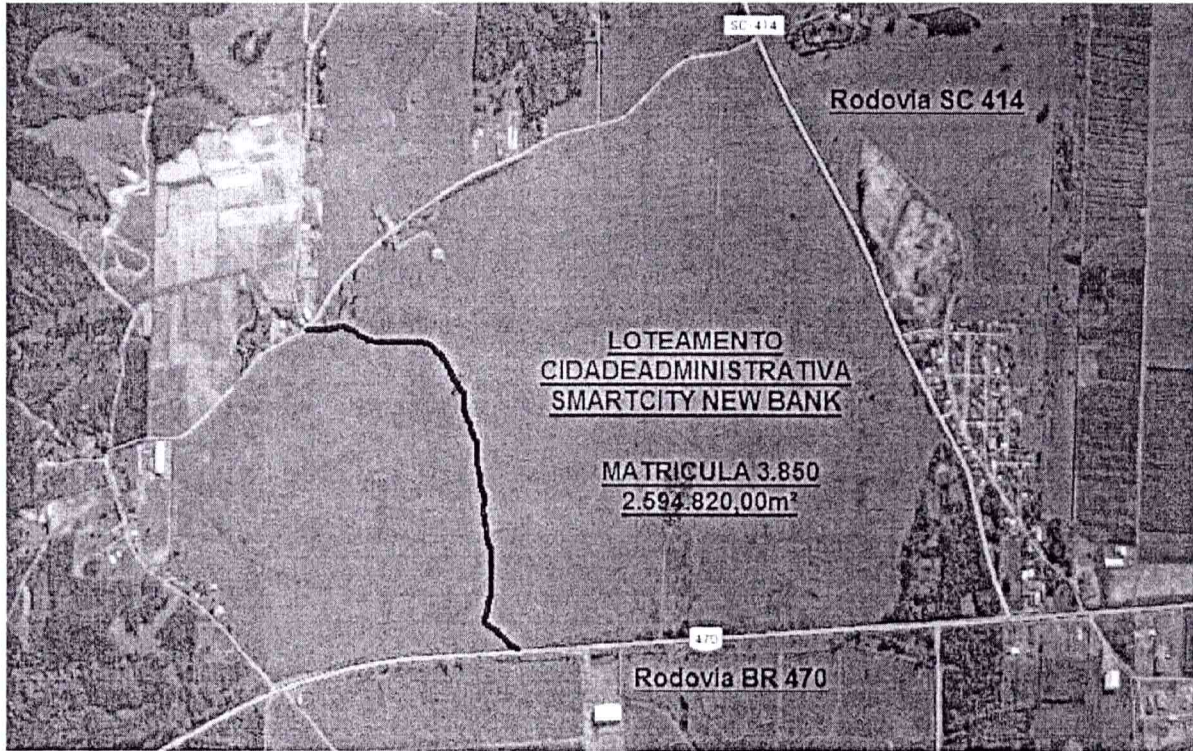 SC-414
Rodovia SC 414
LOTEAMENTO
CIDADEADMINISTRATIVA
SMARTCITY NEW BANK
MATRICULA 3.850
2.594.820,00m²
470
Rodovia BR 470